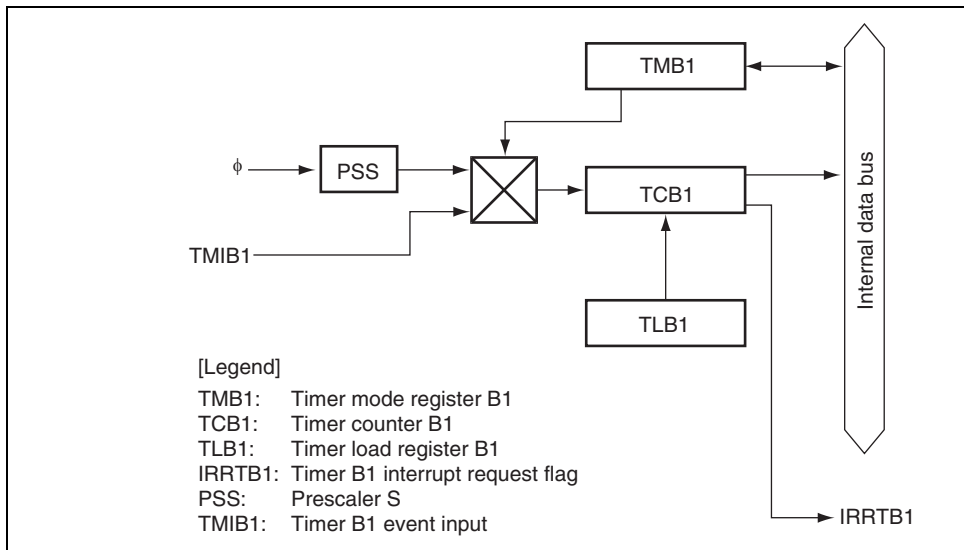 TMB1
ϕ
PSS
TCB1
TMIB1
TLB1
Internal data bus
[Legend]
TMB1: Timer mode register B1
TCB1: Timer counter B1
TLB1: Timer load register B1
IRRTB1: Timer B1 interrupt request flag
PSS: Prescaler S
TMIB1: Timer B1 event input
IRRTB1